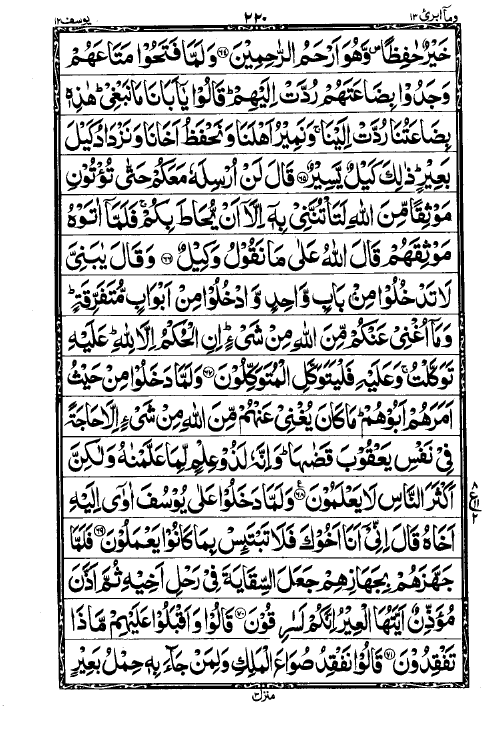 وما ابرئ ١٣ ٢٢٠ يوسف ١٢
خَيْرٌ حٰفِظًا ۪ وَّهُوَ اَرْحَمُ الرّٰحِمِيْنَ ﴿٦٤﴾ وَلَمَّا فَتَحُوْا مَتَاعَهُمْ
وَجَدُوْا بِضَاعَتَهُمْ رُدَّتْ اِلَيْهِمْ ؕ قَالُوْا يٰۤاَبَانَا مَا نَبْغِىْ ؕ هٰذِهٖ
بِضَاعَتُنَا رُدَّتْ اِلَيْنَا ۚ وَنَمِيْرُ اَهْلَنَا وَنَحْفَظُ اَخَانَا وَنَزْدَادُ كَيْلَ
بَعِيْرٍ ؕ ذٰلِكَ كَيْلٌ يَّسِيْرٌ ﴿٦٥﴾ قَالَ لَنْ اُرْسِلَهٗ مَعَكُمْ حَتّٰى تُؤْتُوْنِ
مَوْثِقًا مِّنَ اللّٰهِ لَتَاْتُنَّنِىْ بِهٖۤ اِلَّاۤ اَنْ يُّحَاطَ بِكُمْ ۚ فَلَمَّاۤ اٰتَوْهُ
مَوْثِقَهُمْ قَالَ اللّٰهُ عَلٰى مَا نَقُوْلُ وَكِيْلٌ ﴿٦٦﴾ وَقَالَ يٰبَنِىَّ
لَا تَدْخُلُوْا مِنْۢ بَابٍ وَّاحِدٍ وَّادْخُلُوْا مِنْ اَبْوَابٍ مُّتَفَرِّقَةٍ ؕ
وَمَاۤ اُغْنِىْ عَنْكُمْ مِّنَ اللّٰهِ مِنْ شَىْءٍ ؕ اِنِ الْحُكْمُ اِلَّا لِلّٰهِ ؕ عَلَيْهِ
تَوَكَّلْتُ ۚ وَعَلَيْهِ فَلْيَتَوَكَّلِ الْمُتَوَكِّلُوْنَ ﴿٦٧﴾ وَلَمَّا دَخَلُوْا مِنْ حَيْثُ
اَمَرَهُمْ اَبُوْهُمْ ؕ مَا كَانَ يُغْنِىْ عَنْهُمْ مِّنَ اللّٰهِ مِنْ شَىْءٍ اِلَّا حَاجَةً
فِىْ نَفْسِ يَعْقُوْبَ قَضٰىهَا ؕ وَاِنَّهٗ لَذُوْ عِلْمٍ لِّمَا عَلَّمْنٰهُ وَلٰكِنَّ
اَكْثَرَ النَّاسِ لَا يَعْلَمُوْنَ ﴿٦٨﴾ وَلَمَّا دَخَلُوْا عَلٰى يُوْسُفَ اٰوٰۤى اِلَيْهِ
اَخَاهُ قَالَ اِنِّىْۤ اَنَا اَخُوْكَ فَلَا تَبْتَئِسْ بِمَا كَانُوْا يَعْمَلُوْنَ ﴿٦٩﴾ فَلَمَّا
جَهَّزَهُمْ بِجَهَازِهِمْ جَعَلَ السِّقَايَةَ فِىْ رَحْلِ اَخِيْهِ ثُمَّ اَذَّنَ
مُؤَذِّنٌ اَيَّتُهَا الْعِيْرُ اِنَّكُمْ لَسٰرِقُوْنَ ﴿٧٠﴾ قَالُوْا وَاَقْبَلُوْا عَلَيْهِمْ مَّاذَا
تَفْقِدُوْنَ ﴿٧١﴾ قَالُوْا نَفْقِدُ صُوَاعَ الْمَلِكِ وَلِمَنْ جَآءَ بِهٖ حِمْلُ بَعِيْرٍ
٨ ع ١١ ٢
منزل ٣